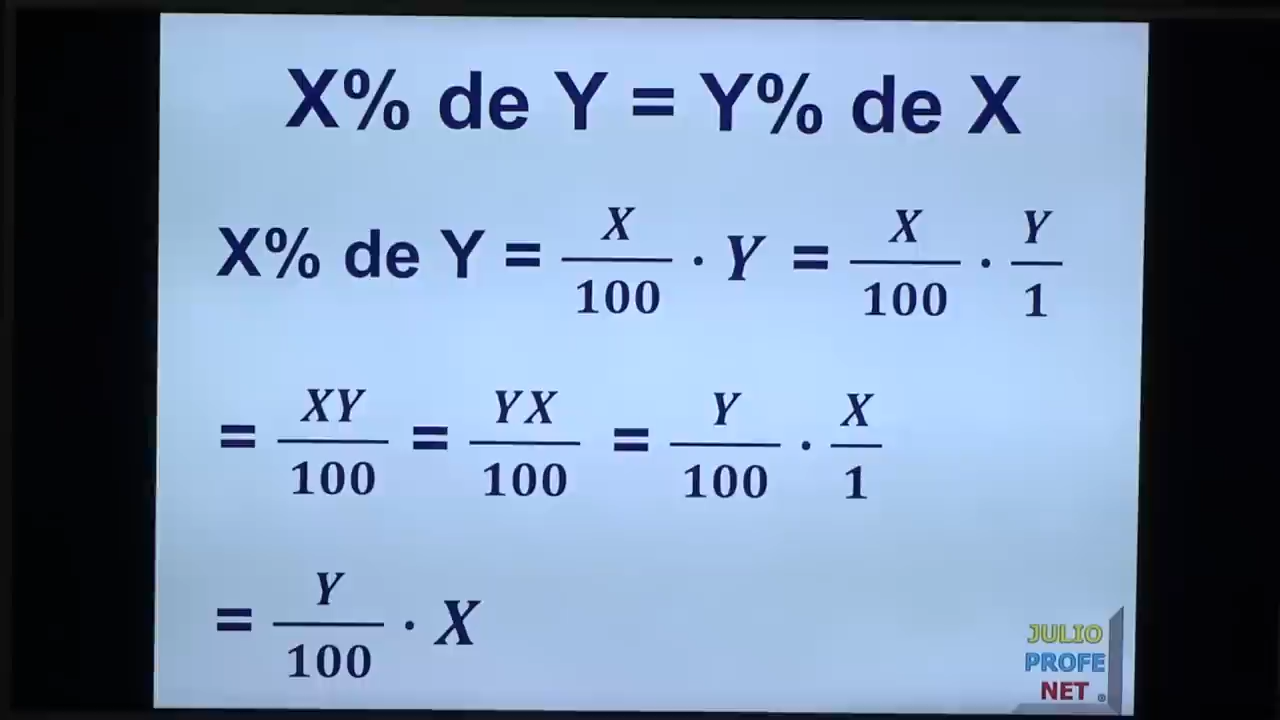 X% de Y = Y% de X
X% de Y = X/100 · Y = X/100 · Y/1
= XY/100 = YX/100 = Y/100 · X/1
= Y/100 · X
JULIO
PROFE
NET